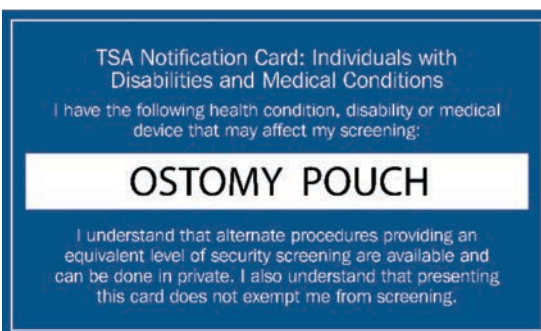 TSA Notification Card: Individuals with
Disabilities and Medical Conditions
I have the following health condition, disability or medical
device that may affect my screening:
OSTOMY POUCH
I understand that alternate procedures providing an
equivalent level of security screening are available and
can be done in private. I also understand that presenting
this card does not exempt me from screening.